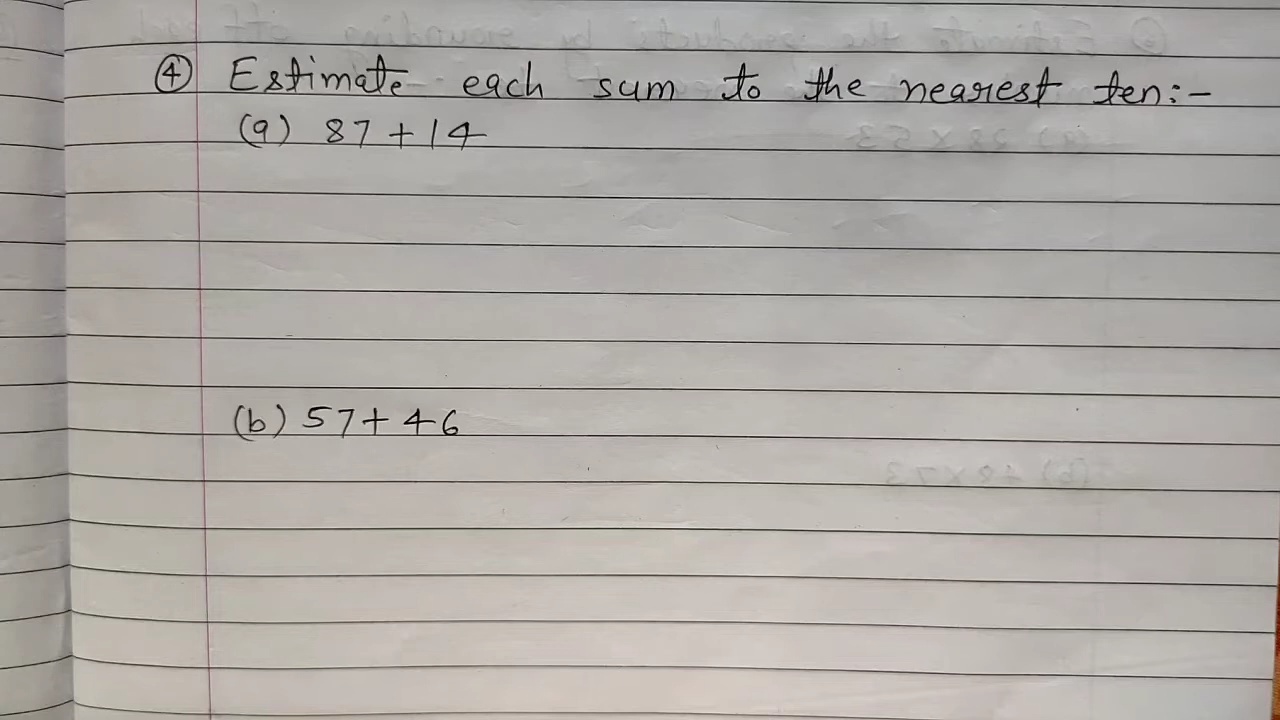 ④ Estimate each sum to the nearest ten:-
(a) 87 + 14
(b) 57 + 46